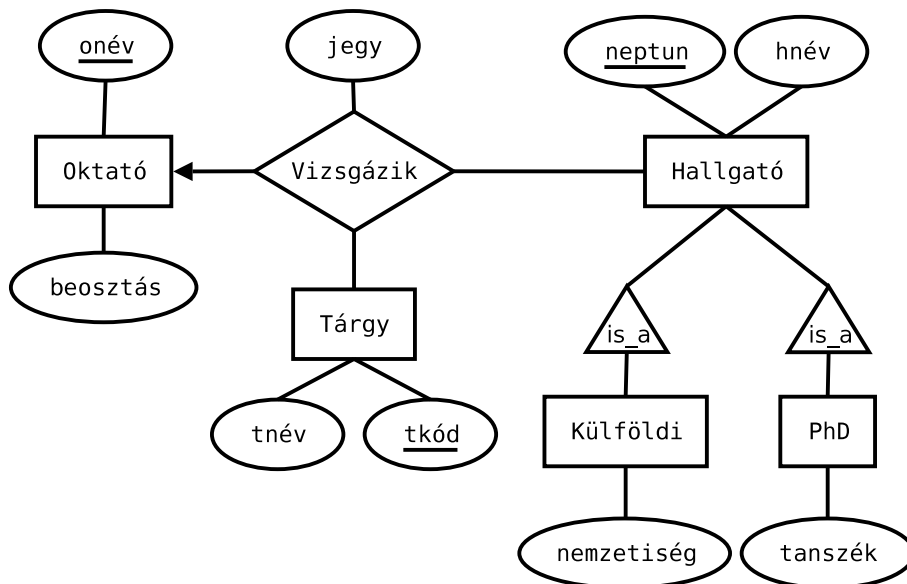 onév
jegy
neptun
hnév
Oktató
Vizsgázik
Hallgató
beosztás
Tárgy
is_a
is_a
tnév
tkód
Külföldi
PhD
nemzetiség
tanszék